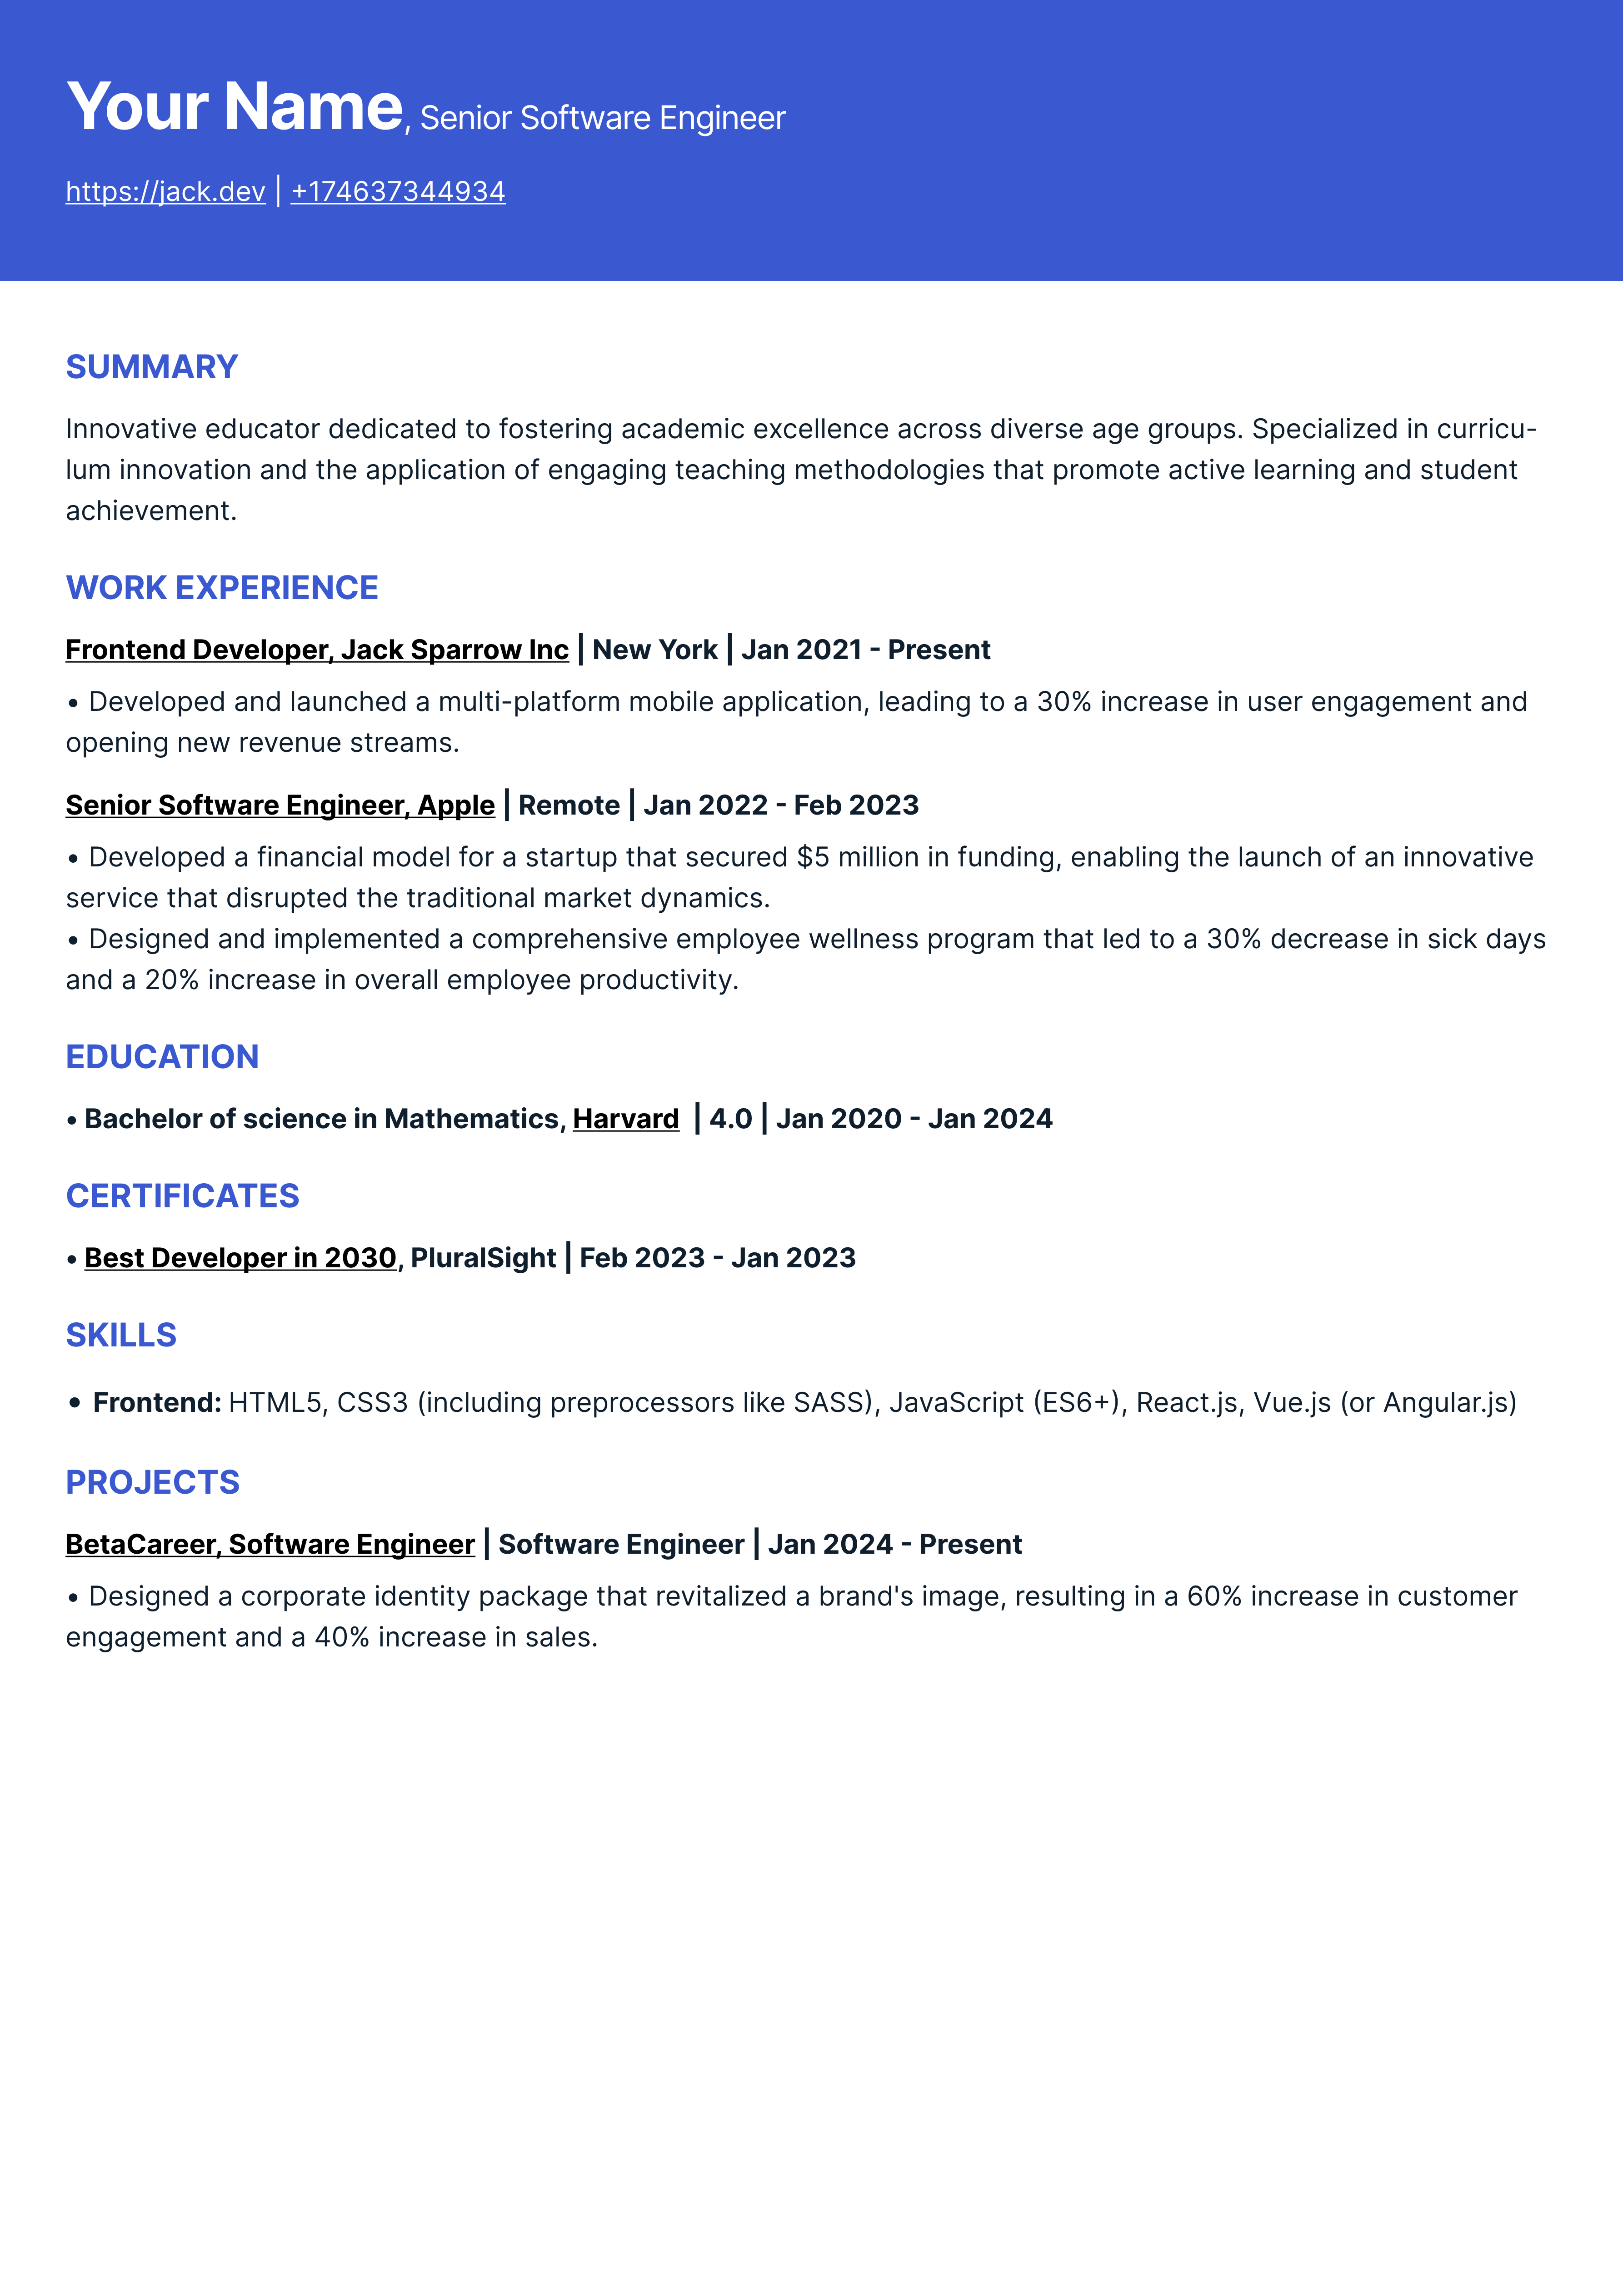 Your Name, Senior Software Engineer
https://jack.dev | +174637344934
SUMMARY
Innovative educator dedicated to fostering academic excellence across diverse age groups. Specialized in curricu-
lum innovation and the application of engaging teaching methodologies that promote active learning and student
achievement.
WORK EXPERIENCE
Frontend Developer, Jack Sparrow Inc | New York | Jan 2021 - Present
• Developed and launched a multi-platform mobile application, leading to a 30% increase in user engagement and
opening new revenue streams.
Senior Software Engineer, Apple | Remote | Jan 2022 - Feb 2023
• Developed a financial model for a startup that secured $5 million in funding, enabling the launch of an innovative
service that disrupted the traditional market dynamics.
• Designed and implemented a comprehensive employee wellness program that led to a 30% decrease in sick days
and a 20% increase in overall employee productivity.
EDUCATION
• Bachelor of science in Mathematics, Harvard | 4.0 | Jan 2020 - Jan 2024
CERTIFICATES
• Best Developer in 2030, PluralSight | Feb 2023 - Jan 2023
SKILLS
• Frontend: HTML5, CSS3 (including preprocessors like SASS), JavaScript (ES6+), React.js, Vue.js (or Angular.js)
PROJECTS
BetaCareer, Software Engineer | Software Engineer | Jan 2024 - Present
• Designed a corporate identity package that revitalized a brand's image, resulting in a 60% increase in customer
engagement and a 40% increase in sales.